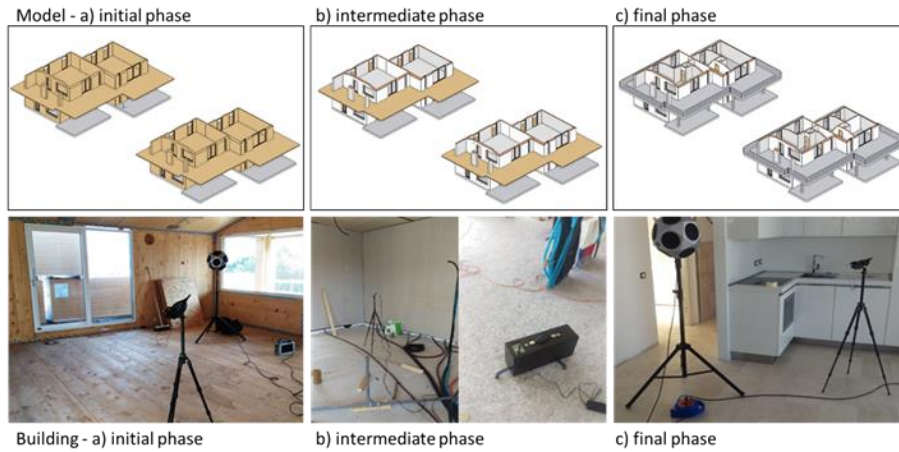 Model - a) initial phase
b) intermediate phase
c) final phase
Building - a) initial phase
b) intermediate phase
c) final phase